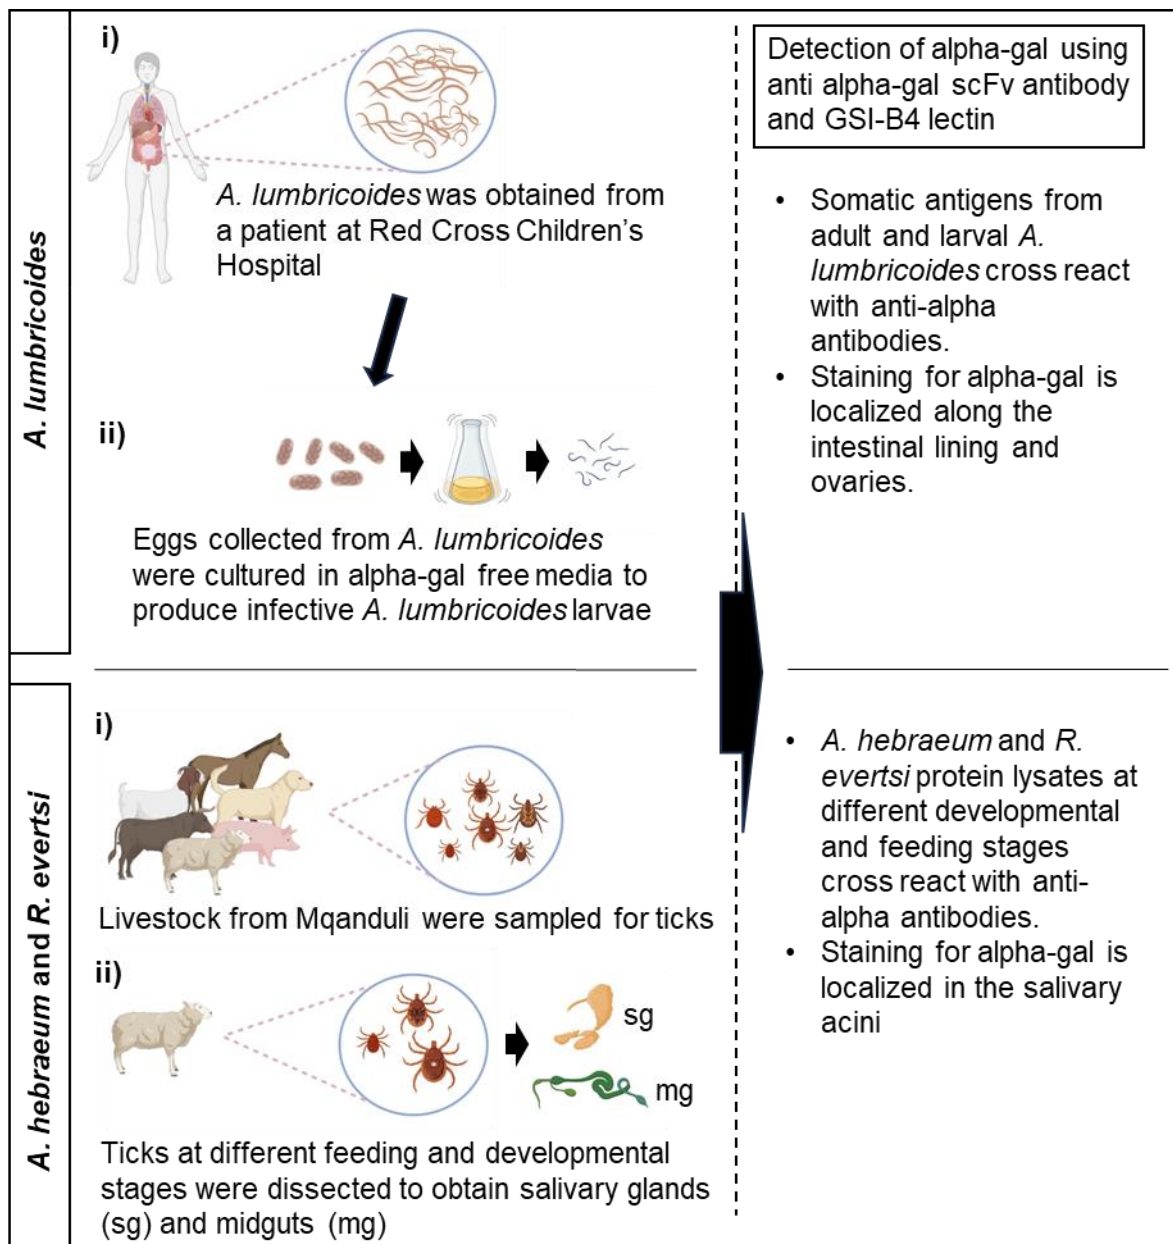 A. lumbricoides
i)
A. lumbricoides was obtained from
a patient at Red Cross Children's
Hospital
ii)
Eggs collected from A. lumbricoides
were cultured in alpha-gal free media to
produce infective A. lumbricoides larvae
Detection of alpha-gal using
anti alpha-gal scFv antibody
and GSI-B4 lectin
• Somatic antigens from
adult and larval A.
lumbricoides cross react
with anti-alpha
antibodies.
• Staining for alpha-gal is
localized along the
intestinal lining and
ovaries.
A. hebraeum and R. evertsi
i)
Livestock from Mqanduli were sampled for ticks
ii)
sg
mg
Ticks at different feeding and developmental
stages were dissected to obtain salivary glands
(sg) and midguts (mg)
• A. hebraeum and R.
evertsi protein lysates at
different developmental
and feeding stages
cross react with anti-
alpha antibodies.
• Staining for alpha-gal is
localized in the salivary
acini